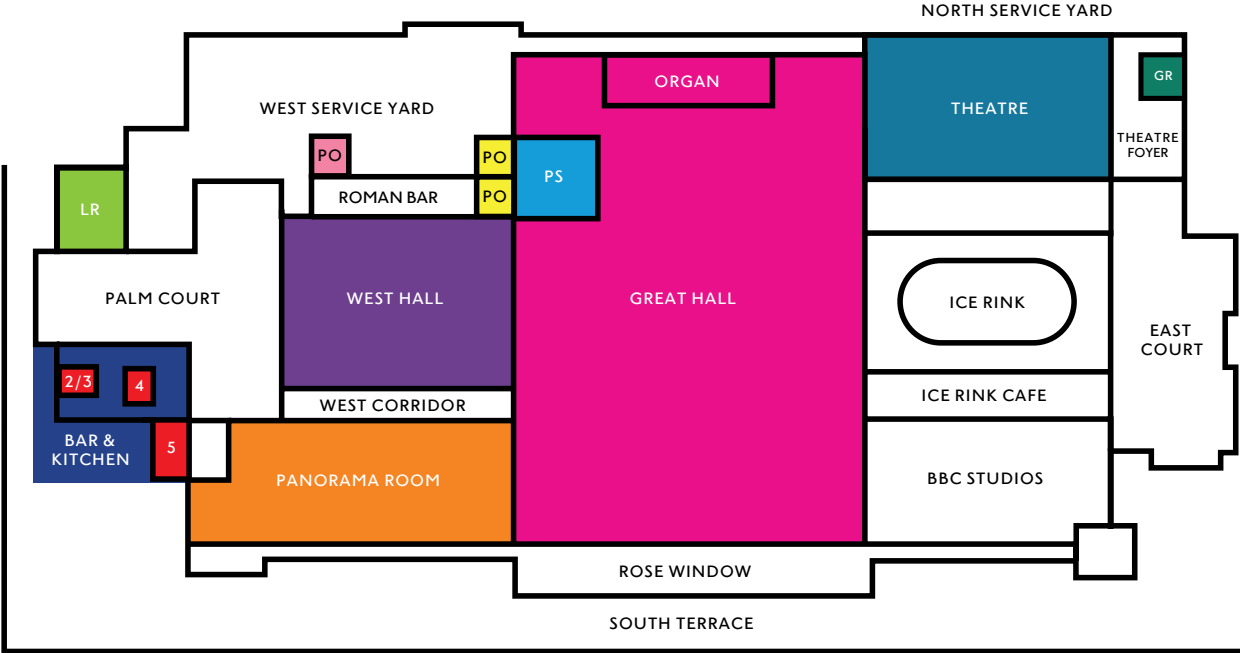 NORTH SERVICE YARD
ORGAN
GR
WEST SERVICE YARD
THEATRE
THEATRE
FOYER
PO
PO
PS
ROMAN BAR
PO
LR
PALM COURT
WEST HALL
GREAT HALL
ICE RINK
EAST
COURT
2/3
4
WEST CORRIDOR
ICE RINK CAFE
BAR &
KITCHEN
5
PANORAMA ROOM
BBC STUDIOS
ROSE WINDOW
SOUTH TERRACE